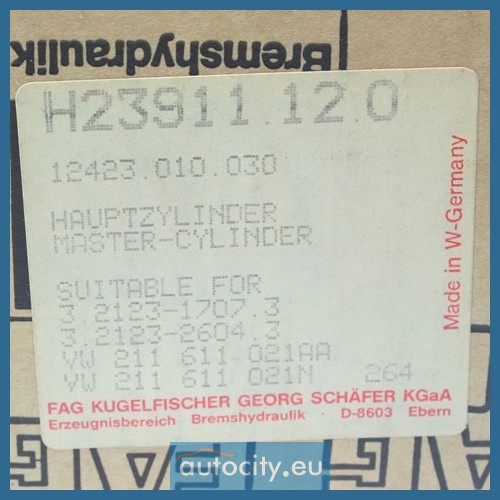 Bremshydraulik
H23911.12.0
12423.010.030
HAUPTZYLINDER
MASTER-CYLINDER
SUITABLE FOR
3.2123-1707.3
3.2123-2604.3
VW 211 611 021AA
VW 211 611 021N 264
Made in W-Germany
FAG KUGELFISCHER GEORG SCHÄFER KGaA
Erzeugnisbereich Bremshydraulik · D-8603 Ebern
autocity.eu